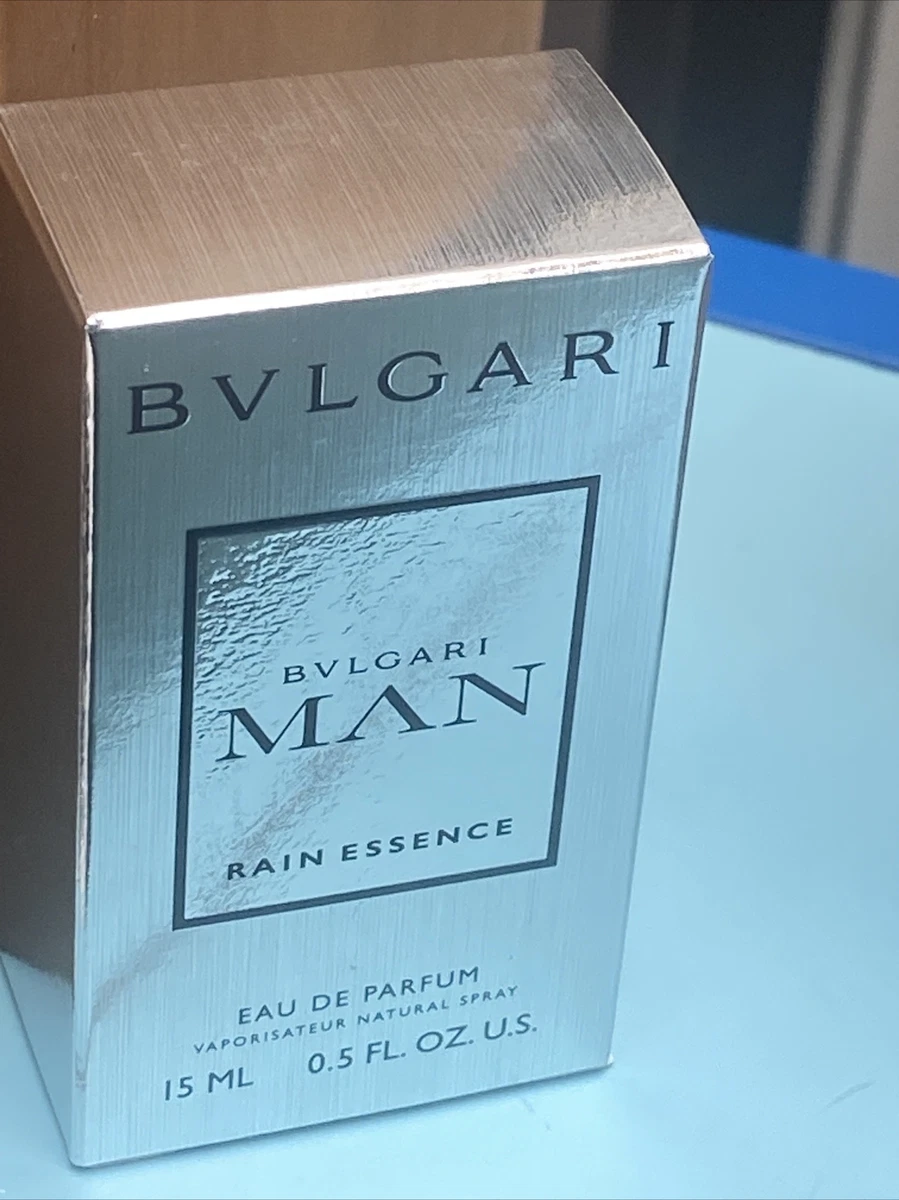 BVLGARI
BVLGARI
MAN
RAIN ESSENCE
EAU DE PARFUM
VAPORISATEUR NATURAL SPRAY
15 ML 0.5 FL. OZ. U.S.